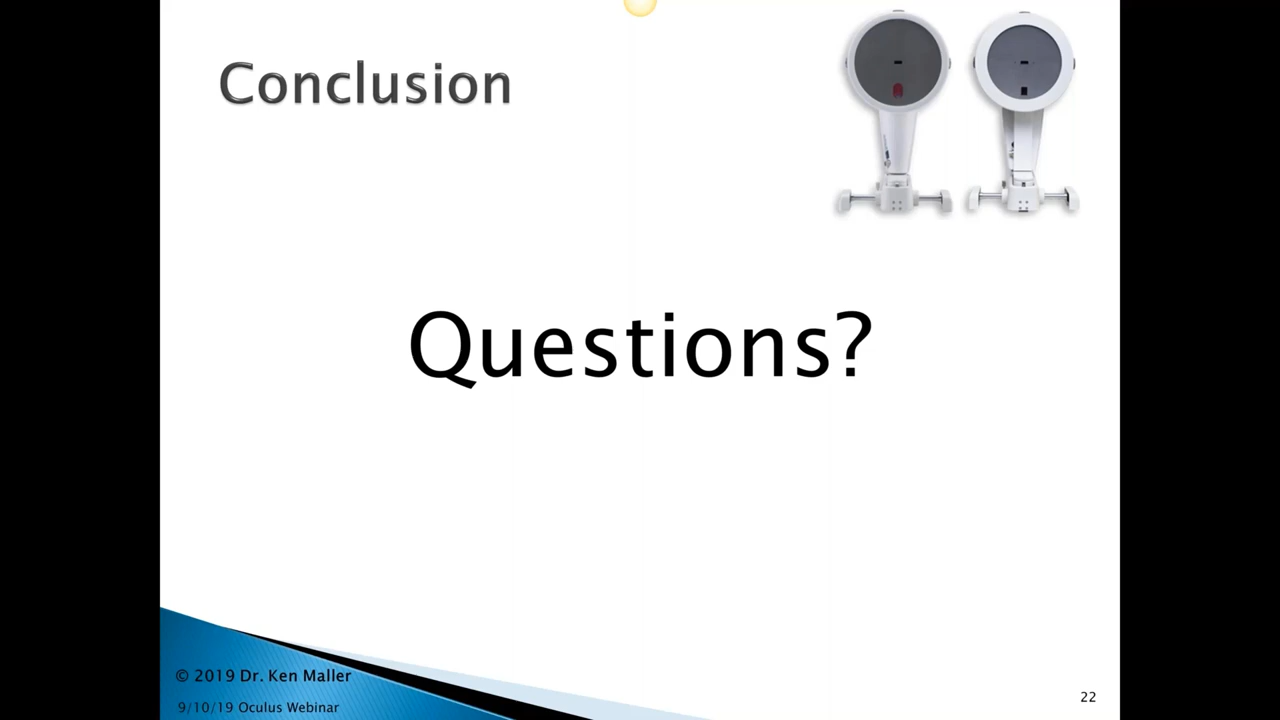 Conclusion
Questions?
© 2019 Dr. Ken Maller
9/10/19 Oculus Webinar
22